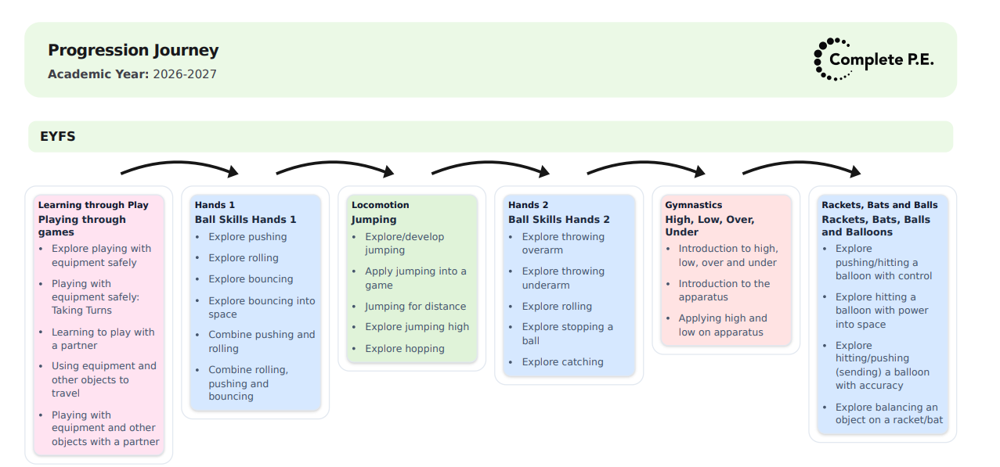 Progression Journey
Academic Year: 2026-2027
Complete P.E.
EYFS
Learning through Play
Playing through
games
• Explore playing with
equipment safely
• Playing with
equipment safely:
Taking Turns
• Learning to play with
a partner
• Using equipment and
other objects to
travel
• Playing with
equipment and other
objects with a partner
Hands 1
Ball Skills Hands 1
• Explore pushing
• Explore rolling
• Explore bouncing
• Explore bouncing into
space
• Combine pushing and
rolling
• Combine rolling,
pushing and
bouncing
Locomotion
Jumping
• Explore/develop
jumping
• Apply jumping into a
game
• Jumping for distance
• Explore jumping high
• Explore hopping
Hands 2
Ball Skills Hands 2
• Explore throwing
overarm
• Explore throwing
underarm
• Explore rolling
• Explore stopping a
ball
• Explore catching
Gymnastics
High, Low, Over,
Under
• Introduction to high,
low, over and under
• Introduction to the
apparatus
• Applying high and
low on apparatus
Rackets, Bats and Balls
Rackets, Bats, Balls
and Balloons
• Explore
pushing/hitting a
balloon with control
• Explore hitting a
balloon with power
into space
• Explore
hitting/pushing
(sending) a balloon
with accuracy
• Explore balancing an
object on a racket/bat